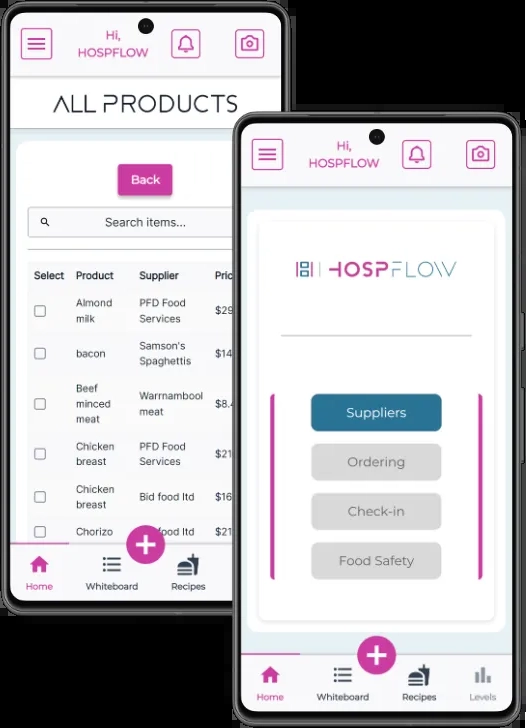 Hi,
HOSPFLOW
ALL PRODUCTS
Back
Search items...
Select Product Supplier
Almond
milk
PFD Food
Services
$29
bacon
Samson's
Spaghettis
$14
Beef
minced
meat
Warrnambool
meat
$8.
Chicken
breast
PFD Food
Services
$21
Chicken
breast
Bid food ltd
$16
Chorizo
food ltd
$21
Home
Whiteboard
Recipes
Hi,
HOSPFLOW
HOSPFLOW
Suppliers
Ordering
Check-in
Food Safety
Home
Whiteboard
Recipes
Levels